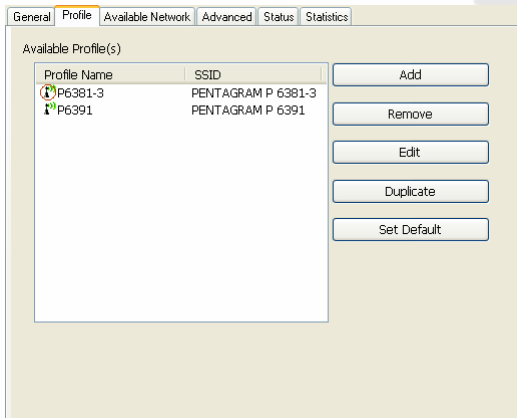 General Profile Available Network Advanced Status Statistics
Available Profile(s)
Profile Name SSID
P6381-3 PENTAGRAM P 6381-3
P6391 PENTAGRAM P 6391
Add
Remove
Edit
Duplicate
Set Default